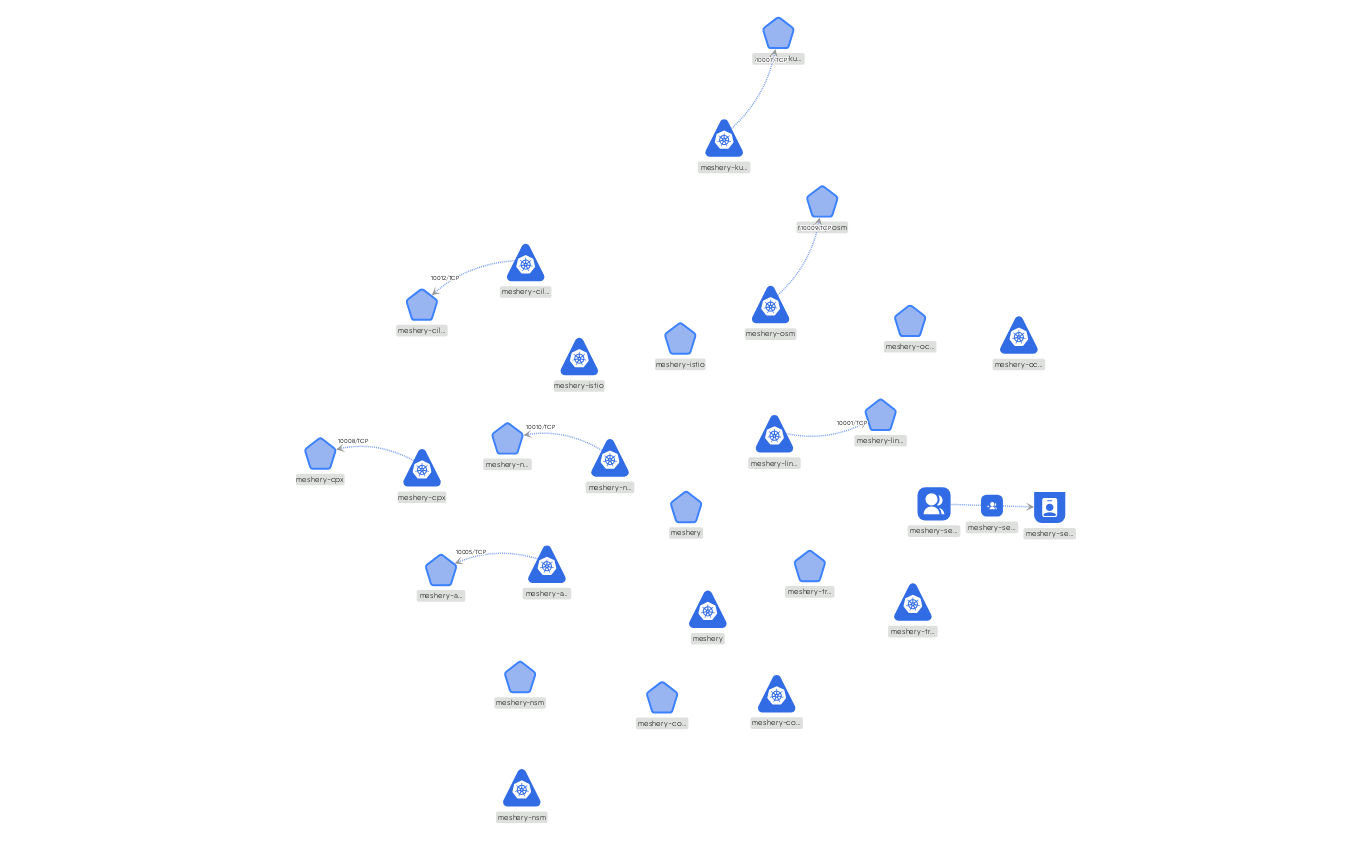 ku...
meshery-ku...
10009/TCP
osm
10012/TCP
meshery-cil...
meshery-cil...
meshery-osm
meshery-oc...
meshery-oc...
meshery-istio
meshery-istio
10001/TCP
10010/TCP
10008/TCP
meshery-lin...
meshery-n...
meshery-lin...
meshery-cpx
meshery-n...
meshery-cpx
meshery-se...
meshery-se...
meshery
meshery-se...
10005/TCP
meshery-tr...
meshery-a...
meshery-a...
meshery-tr...
meshery
meshery-nsm
meshery-co...
meshery-co...
meshery-nsm